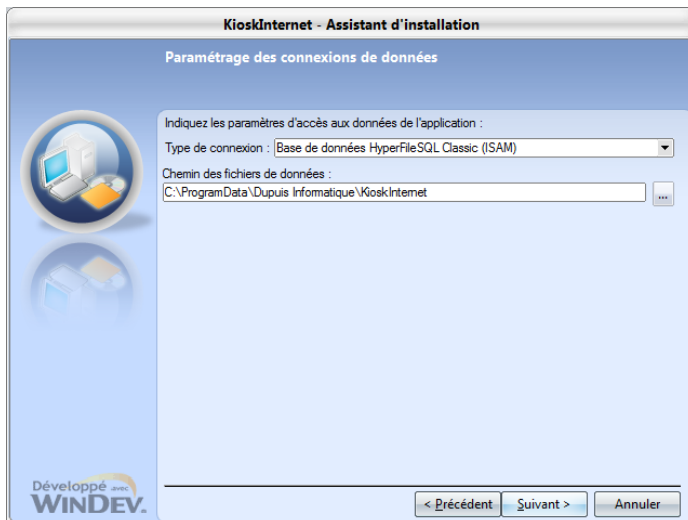 KioskInternet - Assistant d'installation
Paramétrage des connexions de données
Indiquez les paramètres d'accès aux données de l'application :
Type de connexion : Base de données HyperFileSQL Classic (ISAM)
Chemin des fichiers de données :
C:\ProgramData\Dupuis Informatique\KioskInternet
...
Développé avec
WINDEV.
< Précédent Suivant > Annuler